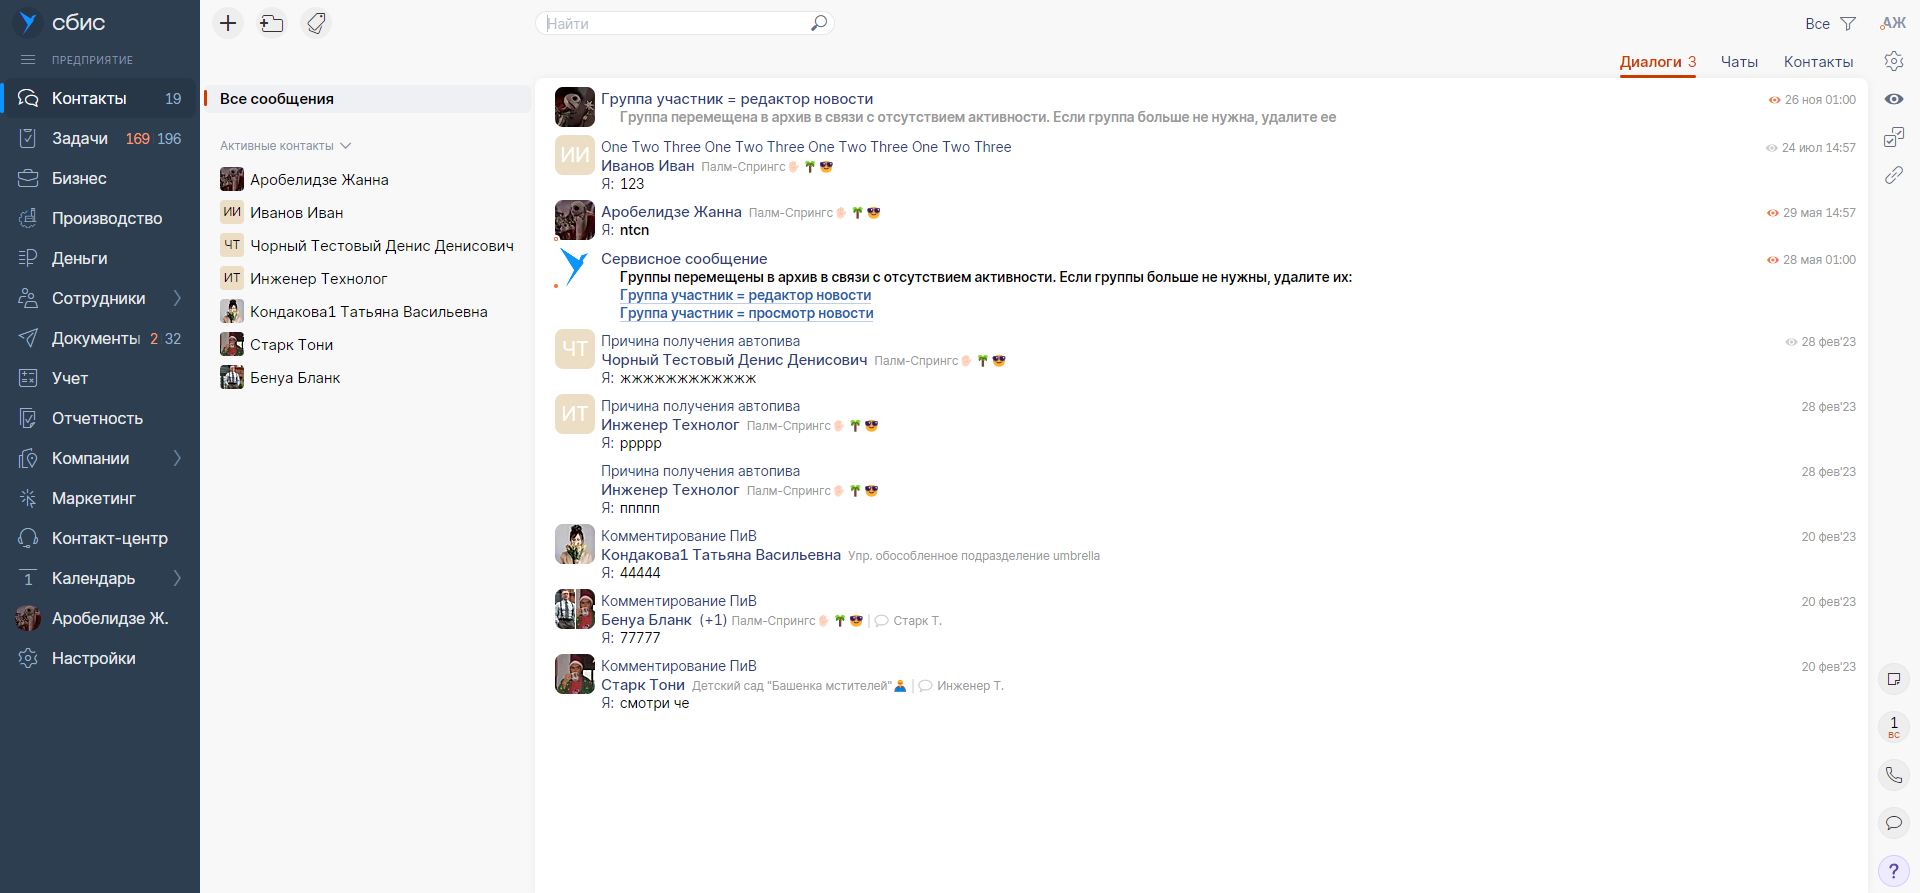 сбис
ПРЕДПРИЯТИЕ
Контакты 19
Задачи 169 196
Бизнес
Производство
Деньги
Сотрудники
Документы 2 32
Учет
Отчетность
Компании
Маркетинг
Контакт-центр
1 Календарь
Аробелидзе Ж.
Настройки
Все сообщения
Активные контакты
Аробелидзе Жанна
ИИ Иванов Иван
ЧТ Чорный Тестовый Денис Денисович
ИТ Инженер Технолог
Кондакова1 Татьяна Васильевна
Старк Тони
Бенуа Бланк
Найти
Все
АЖ
Диалоги 3 Чаты Контакты
Группа участник = редактор новости 26 ноя 01:00
Группа перемещена в архив в связи с отсутствием активности. Если группа больше не нужна, удалите ее
ИИ
One Two Three One Two Three One Two Three One Two Three 24 июл 14:57
Иванов Иван Палм-Спрингс✋🏻🌴😎
Я: 123
Аробелидзе Жанна Палм-Спрингс✋🏻🌴😎 29 мая 14:57
Я: ntcn
Сервисное сообщение 28 мая 01:00
Группы перемещены в архив в связи с отсутствием активности. Если группы больше не нужны, удалите их:
Группа участник = редактор новости
Группа участник = просмотр новости
ЧТ
Причина получения автопива 28 фев'23
Чорный Тестовый Денис Денисович Палм-Спрингс✋🏻🌴😎
Я: жжжжжжжжжжжж
ИТ
Причина получения автопива 28 фев'23
Инженер Технолог Палм-Спрингс✋🏻🌴😎
Я: ррррр
Причина получения автопива 28 фев'23
Инженер Технолог Палм-Спрингс✋🏻🌴😎
Я: ппппп
Комментирование ПиВ 20 фев'23
Кондакова1 Татьяна Васильевна Упр. обособленное подразделение umbrella
Я: 44444
Комментирование ПиВ 20 фев'23
Бенуа Бланк (+1) Палм-Спрингс✋🏻🌴😎 | Старк Т.
Я: 77777
Комментирование ПиВ 20 фев'23
Старк Тони Детский сад "Башенка мстителей" | Инженер Т.
Я: смотри че
1
ВС
?